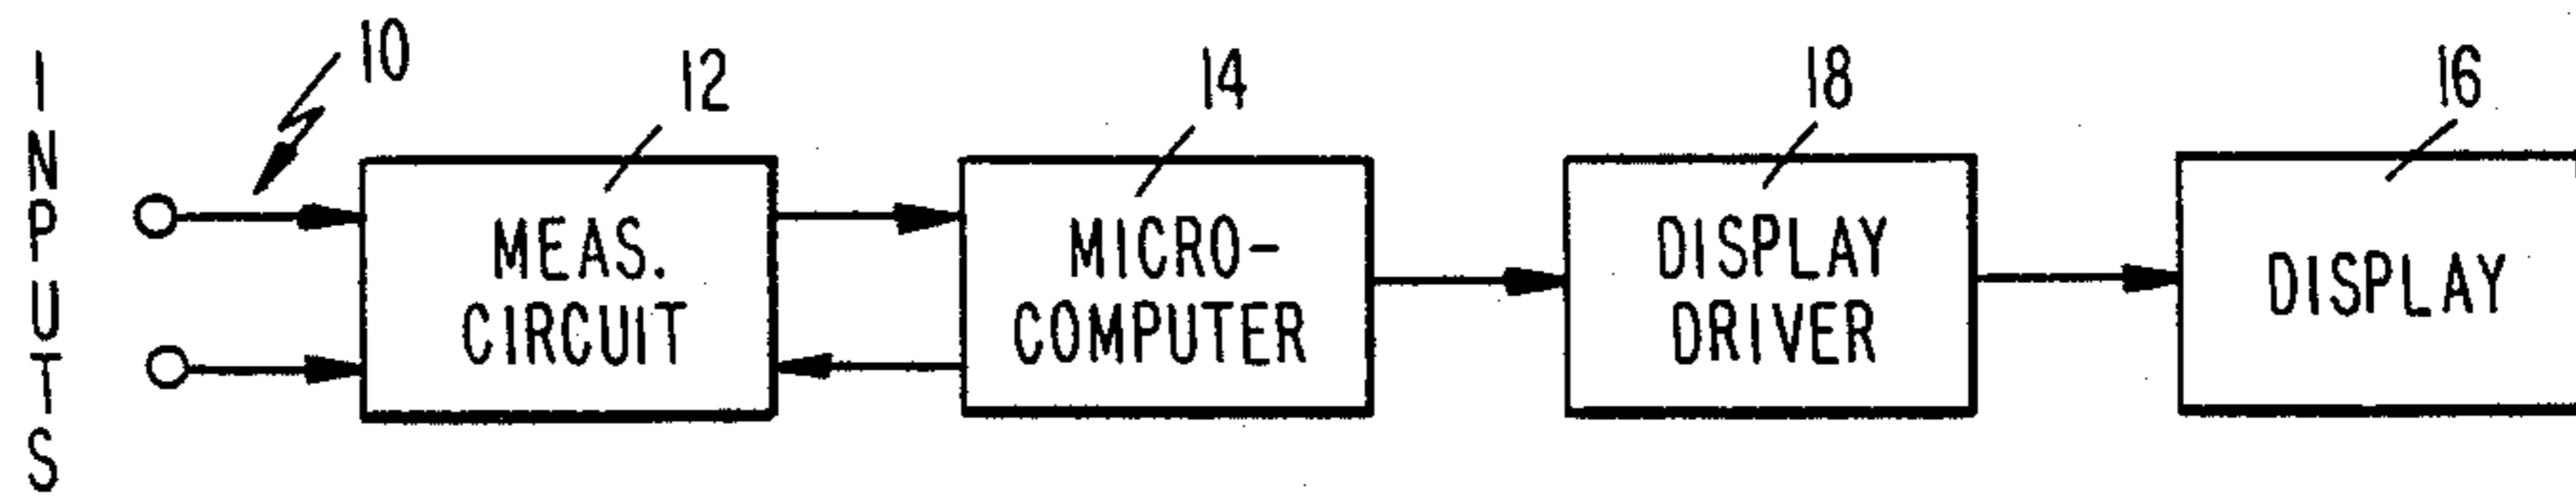 INPUTS
10
12
14
18
16
MEAS.
CIRCUIT
MICRO-
COMPUTER
DISPLAY
DRIVER
DISPLAY